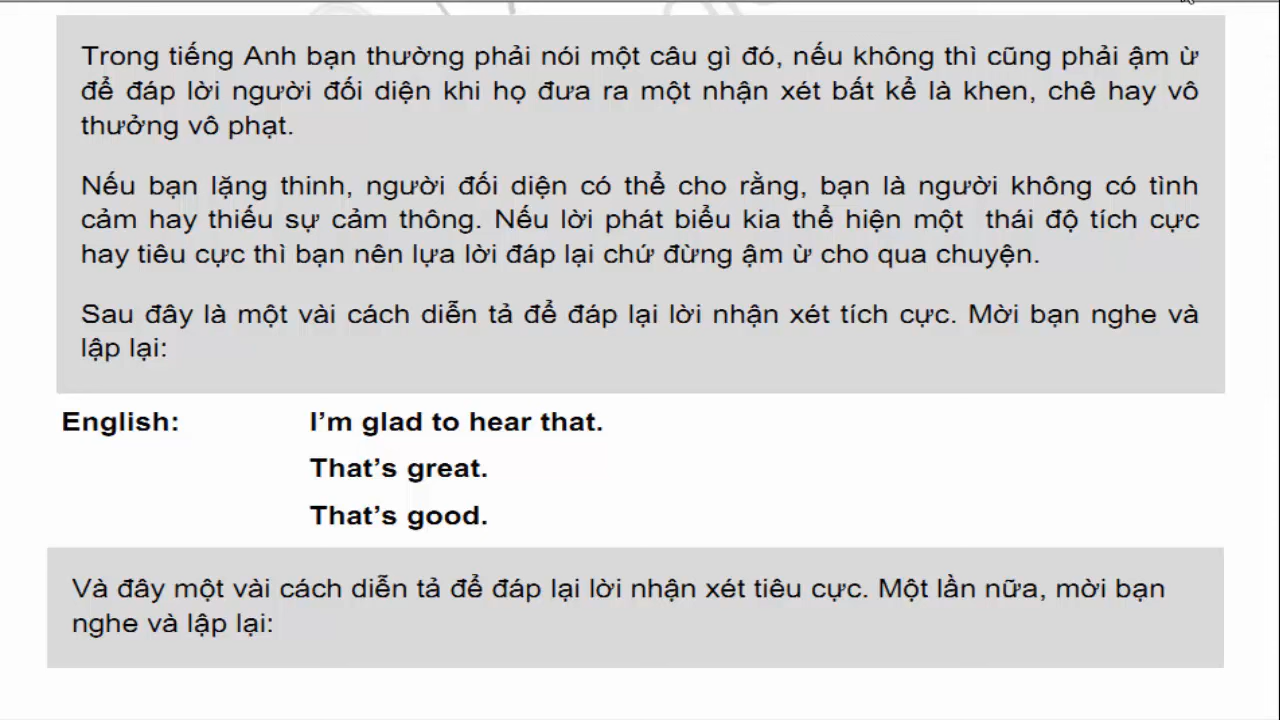 Trong tiếng Anh bạn thường phải nói một câu gì đó, nếu không thì cũng phải ậm ừ
để đáp lời người đối diện khi họ đưa ra một nhận xét bất kể là khen, chê hay vô
thưởng vô phạt.
Nếu bạn lặng thinh, người đối diện có thể cho rằng, bạn là người không có tình
cảm hay thiếu sự cảm thông. Nếu lời phát biểu kia thể hiện một thái độ tích cực
hay tiêu cực thì bạn nên lựa lời đáp lại chứ đừng ậm ừ cho qua chuyện.
Sau đây là một vài cách diễn tả để đáp lại lời nhận xét tích cực. Mời bạn nghe và
lập lại:
English: I’m glad to hear that.
That’s great.
That’s good.
Và đây một vài cách diễn tả để đáp lại lời nhận xét tiêu cực. Một lần nữa, mời bạn
nghe và lập lại: